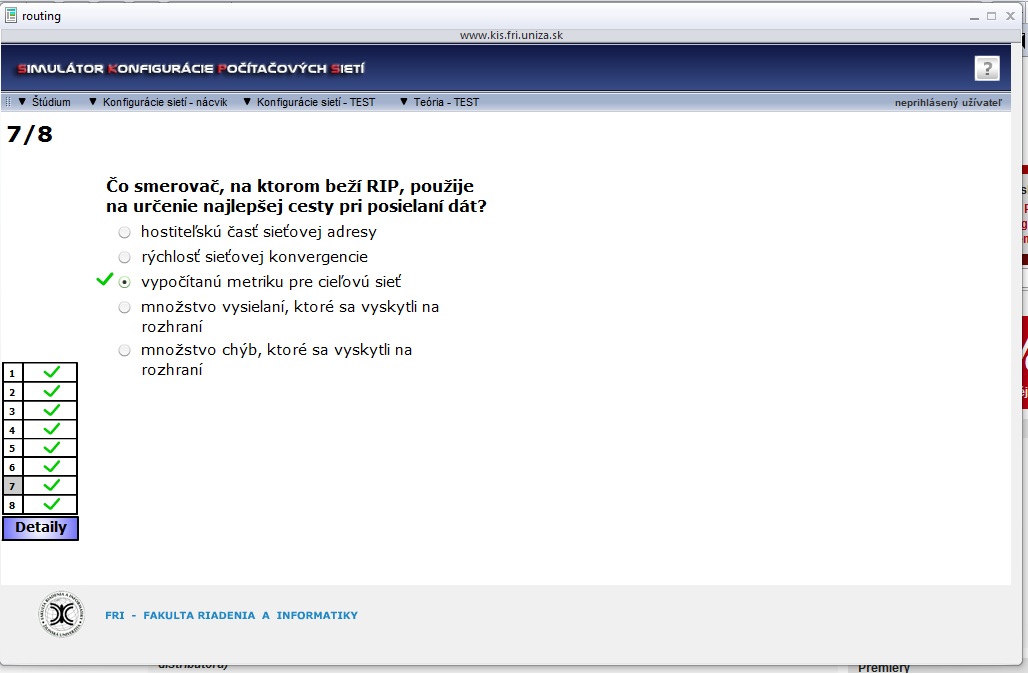 routing
www.kis.fri.uniza.sk
SIMULÁTOR KONFIGURÁCIE POČÍTAČOVÝCH SIETÍ
?
▼ Štúdium ▼ Konfigurácie sietí - nácvik ▼ Konfigurácie sietí - TEST ▼ Teória - TEST neprihlásený užívateľ
7/8
Čo smerovač, na ktorom beží RIP, použije
na určenie najlepšej cesty pri posielaní dát?
hostiteľskú časť sieťovej adresy
rýchlosť sieťovej konvergencie
vypočítanú metriku pre cieľovú sieť
množstvo vysielaní, ktoré sa vyskytli na
rozhraní
množstvo chýb, ktoré sa vyskytli na
rozhraní
1
2
3
4
5
6
7
8
Detaily
FRI - FAKULTA RIADENIA A INFORMATIKY
distribútora)
Premiéry